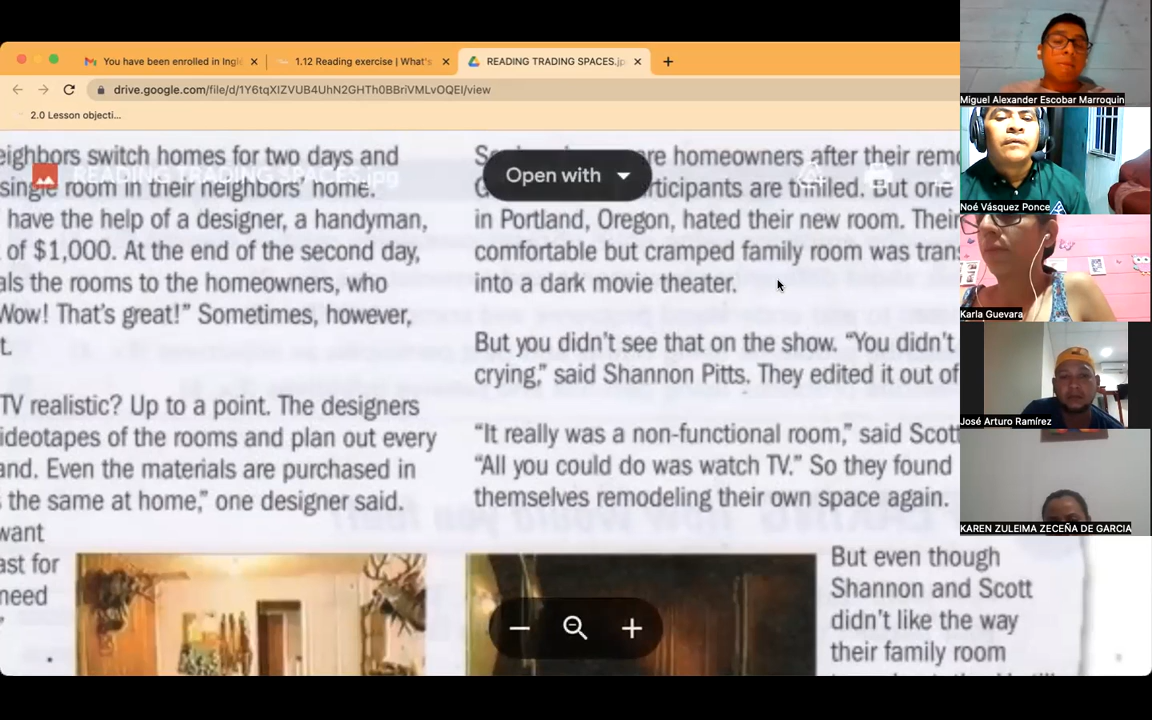 You have been enrolled in Inglé
1.12 Reading exercise | What's
READING TRADING SPACES.jp
drive.google.com/file/d/1Y6tqXIZVUB4UhN2GHTh0BBriVMLvOQEI/view
2.0 Lesson objecti...
READING TRADING SPACES.jpg
Open with
eighbors switch homes for two days and
single room in their neighbors' home.
have the help of a designer, a handyman,
of $1,000. At the end of the second day,
als the rooms to the homeowners, who
Wow! That's great!" Sometimes, however,
t.
TV realistic? Up to a point. The designers
ideotapes of the rooms and plan out every
and. Even the materials are purchased in
s the same at home," one designer said.
want
ast for
need
are homeowners after their remo
rticipants are thrilled. But one
in Portland, Oregon, hated their new room. Their
comfortable but cramped family room was tran
into a dark movie theater.
But you didn't see that on the show. "You didn't
crying," said Shannon Pitts. They edited it out of
"It really was a non-functional room," said Scott
"All you could do was watch TV." So they found
themselves remodeling their own space again.
But even though
Shannon and Scott
didn't like the way
their family room
Miguel Alexander Escobar Marroquin
Noé Vásquez Ponce
Karla Guevara
José Arturo Ramírez
KAREN ZULEIMA ZECEÑA DE GARCIA